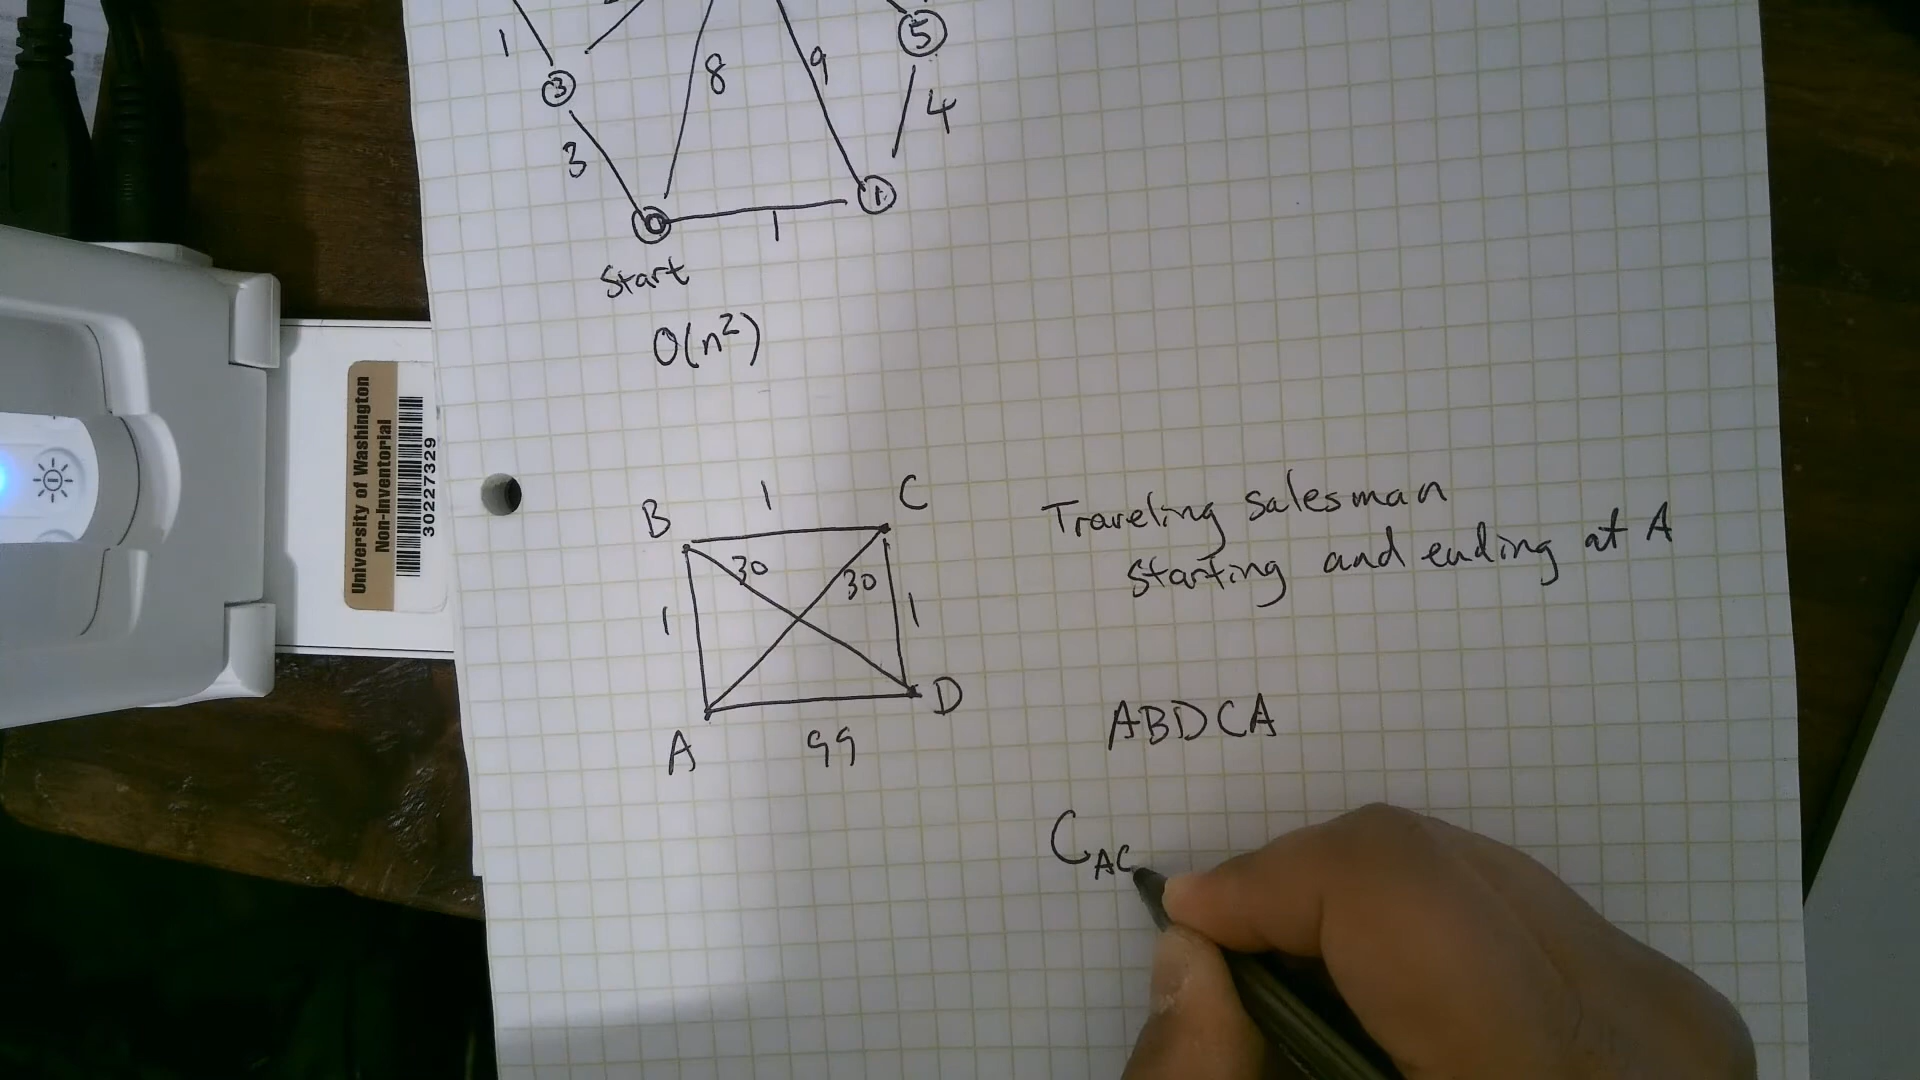 1
3
3
8
9
5
4
1
1
Start
O(n²)
University of Washington
Non-Inventorial
30227329
B
1
C
30
30
1
1
A
99
D
Traveling Salesman
starting and ending at A
ABDCA
C_AC